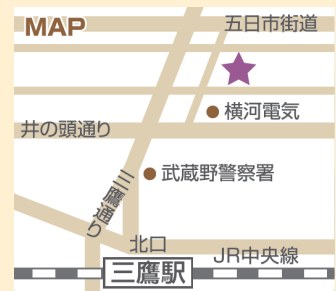 MAP
五日市街道
横河電気
井の頭通り
武蔵野警察署
三鷹通り
北口
JR中央線
三鷹駅